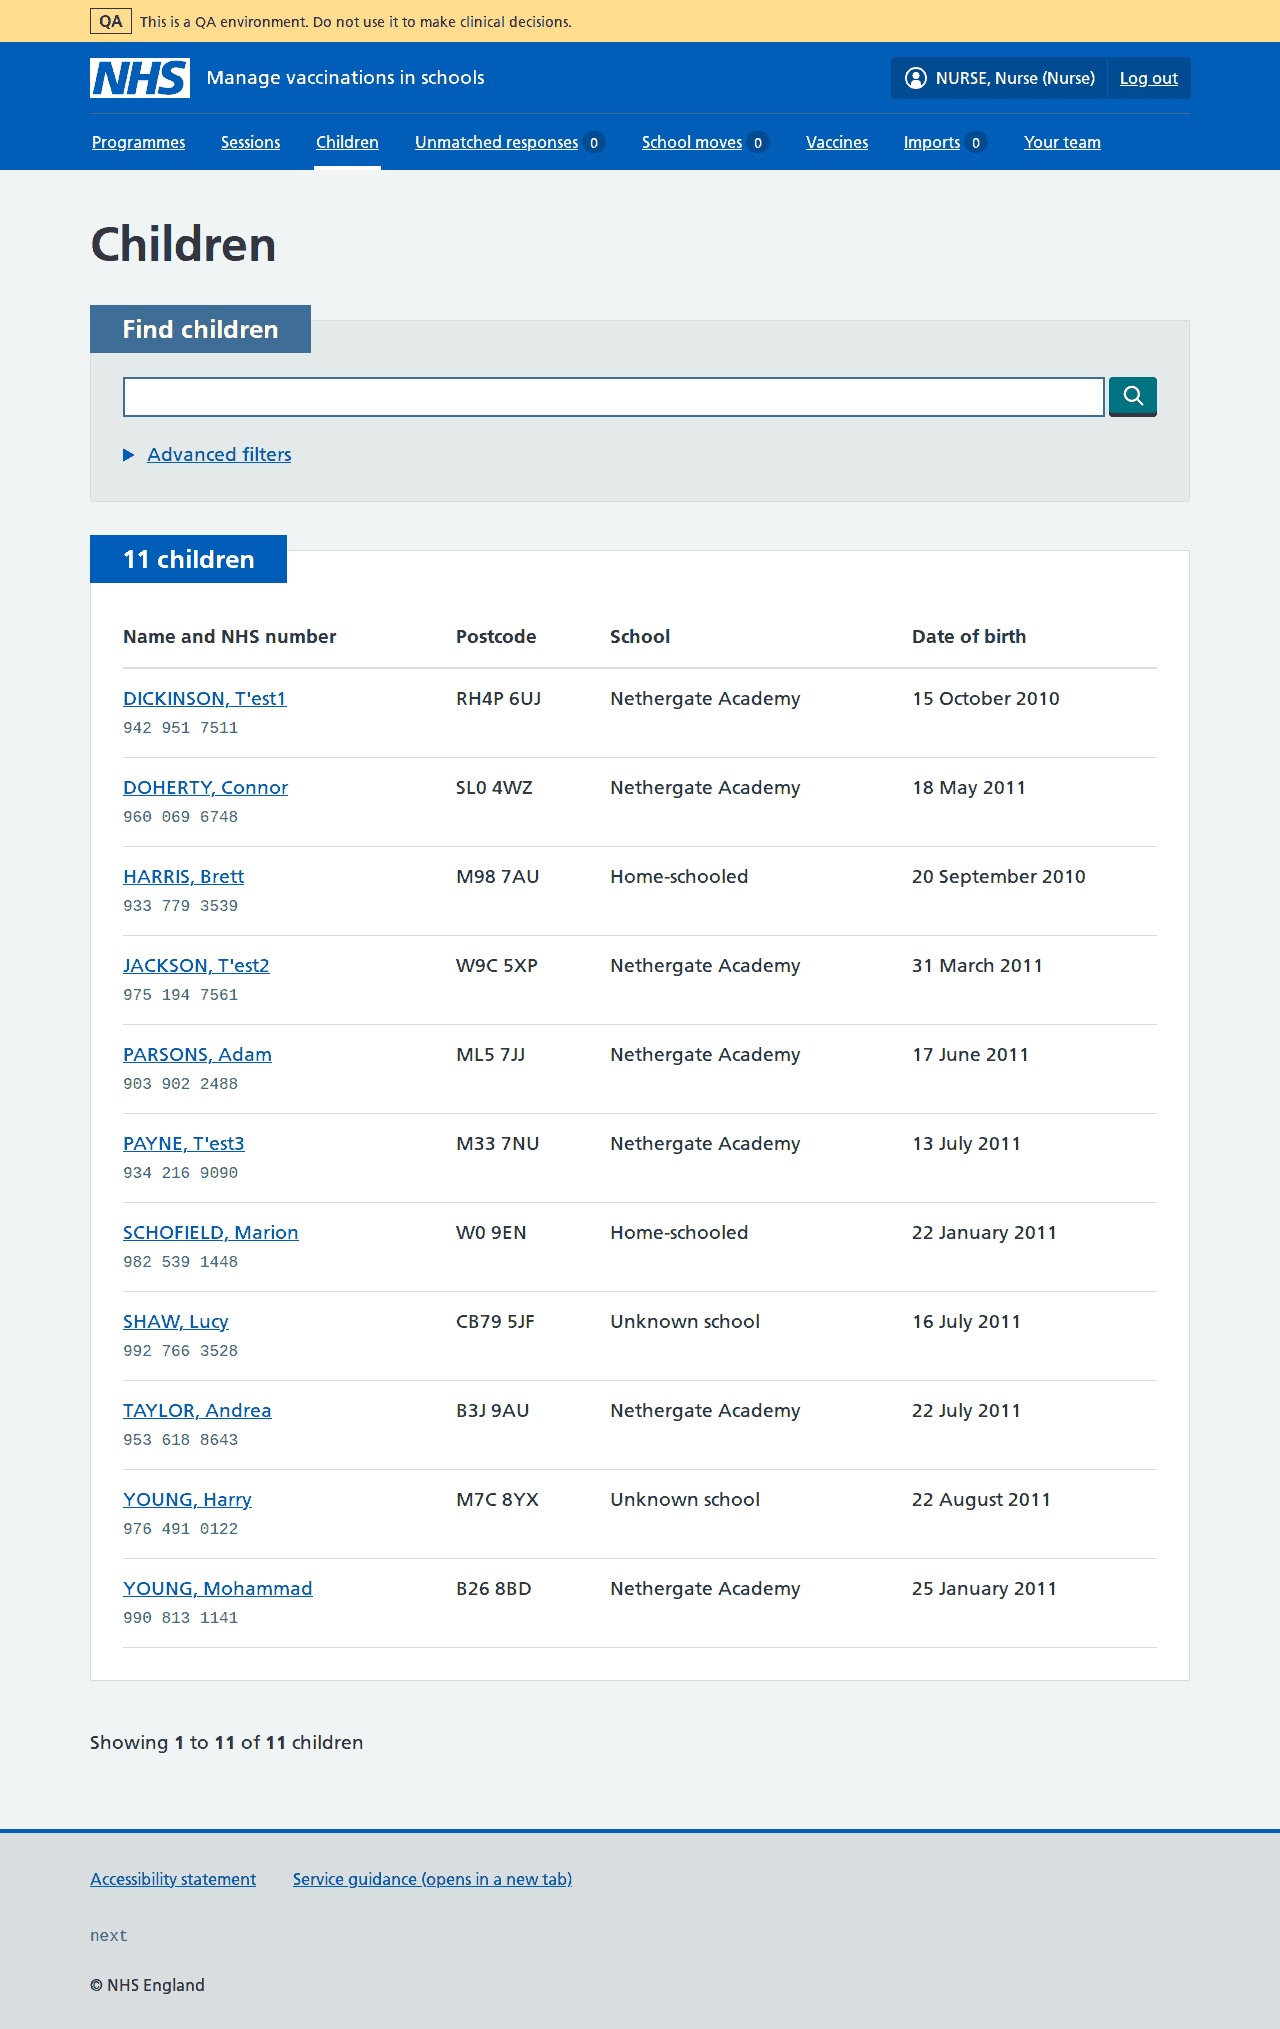 QA This is a QA environment. Do not use it to make clinical decisions.
NHS Manage vaccinations in schools NURSE, Nurse (Nurse) Log out
Programmes Sessions Children Unmatched responses 0 School moves 0 Vaccines Imports 0 Your team
Children
Find children
Advanced filters
11 children
Name and NHS number Postcode School Date of birth
DICKINSON, T'est1 RH4P 6UJ Nethergate Academy 15 October 2010
942 951 7511
DOHERTY, Connor SL0 4WZ Nethergate Academy 18 May 2011
960 069 6748
HARRIS, Brett M98 7AU Home-schooled 20 September 2010
933 779 3539
JACKSON, T'est2 W9C 5XP Nethergate Academy 31 March 2011
975 194 7561
PARSONS, Adam ML5 7JJ Nethergate Academy 17 June 2011
903 902 2488
PAYNE, T'est3 M33 7NU Nethergate Academy 13 July 2011
934 216 9090
SCHOFIELD, Marion W0 9EN Home-schooled 22 January 2011
982 539 1448
SHAW, Lucy CB79 5JF Unknown school 16 July 2011
992 766 3528
TAYLOR, Andrea B3J 9AU Nethergate Academy 22 July 2011
953 618 8643
YOUNG, Harry M7C 8YX Unknown school 22 August 2011
976 491 0122
YOUNG, Mohammad B26 8BD Nethergate Academy 25 January 2011
990 813 1141
Showing 1 to 11 of 11 children
Accessibility statement Service guidance (opens in a new tab)
next
© NHS England